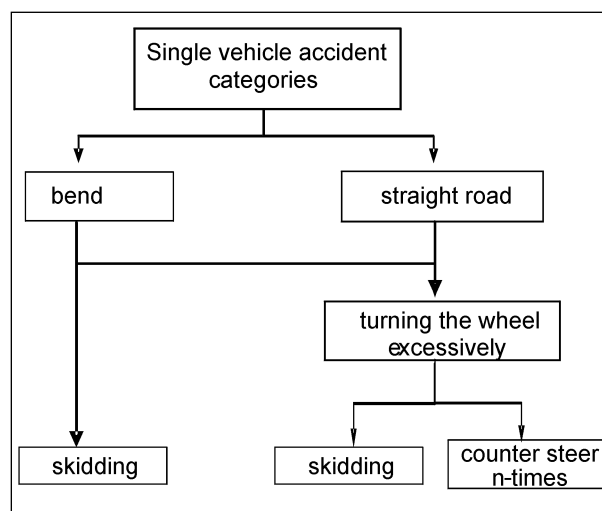 Single vehicle accident
categories
bend
straight road
turning the wheel
excessively
skidding
skidding
counter steer
n-times